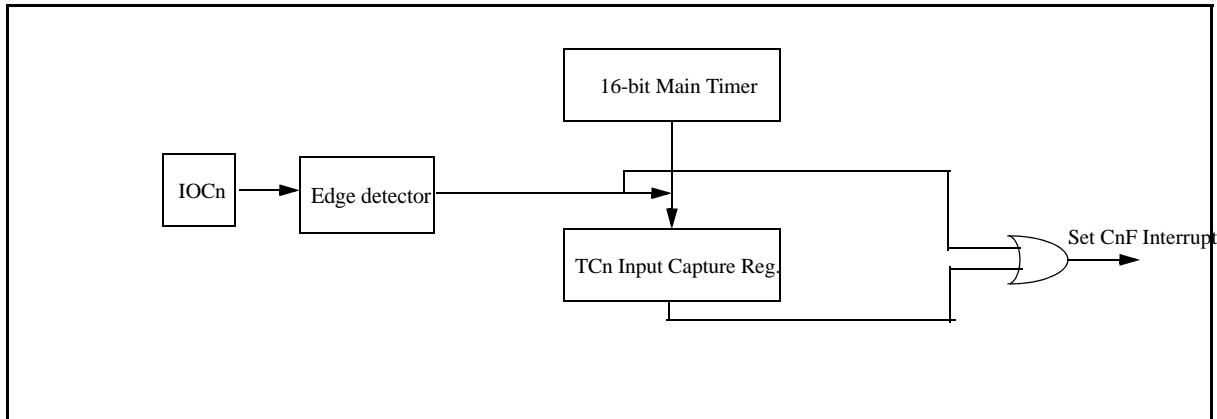 16-bit Main Timer
IOCn
Edge detector
TCn Input Capture Reg.
Set CnF Interrupt